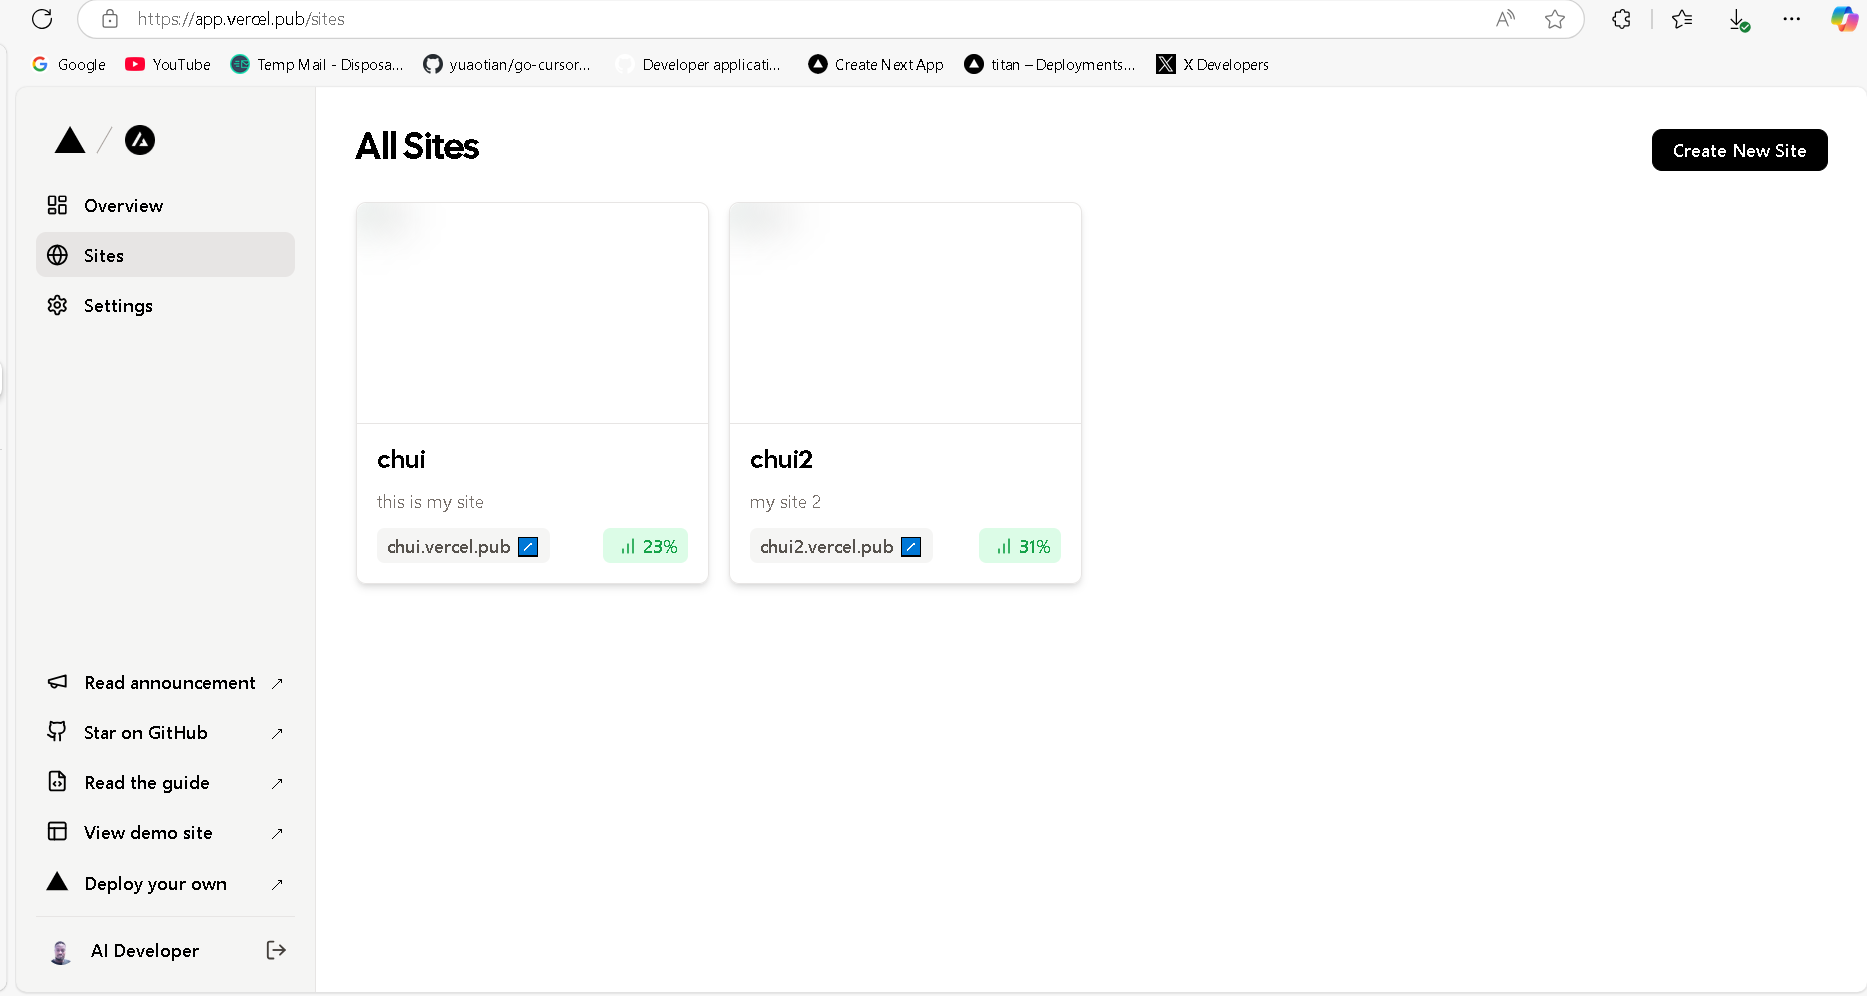 https://app.vercel.pub/sites
Google YouTube Temp Mail - Disposa... yuaotian/go-cursor... Developer applicati... Create Next App titan – Deployments... X Developers
All Sites
Create New Site
Overview
Sites
Settings
chui
this is my site
chui.vercel.pub 23%
chui2
my site 2
chui2.vercel.pub 31%
Read announcement ↗
Star on GitHub ↗
Read the guide ↗
View demo site ↗
Deploy your own ↗
AI Developer